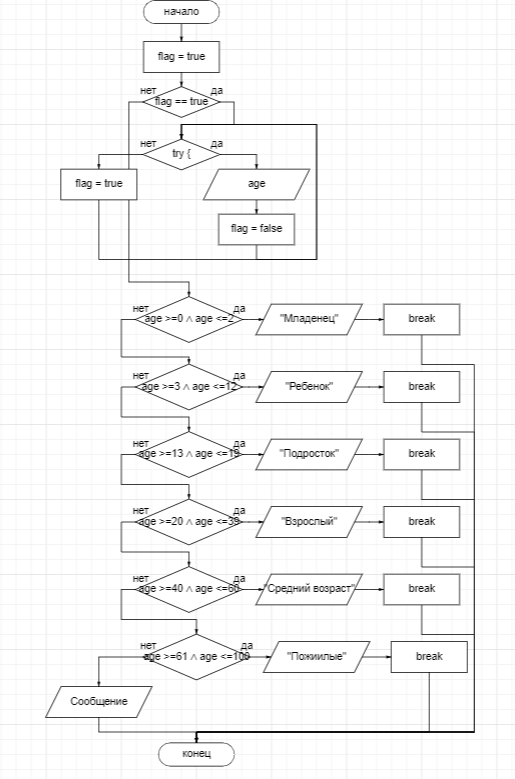 начало
flag = true
нет
да
flag == true
нет
да
try {
flag = true
age
flag = false
нет
да
age >=0 ∧ age <=2
"Младенец"
break
нет
да
age >=3 ∧ age <=12
"Ребенок"
break
нет
да
age >=13 ∧ age <=19
"Подросток"
break
нет
да
age >=20 ∧ age <=39
"Взрослый"
break
нет
да
age >=40 ∧ age <=60
"Средний возраст"
break
нет
да
age >=61 ∧ age <=100
"Пожиилые"
break
Сообщение
конец